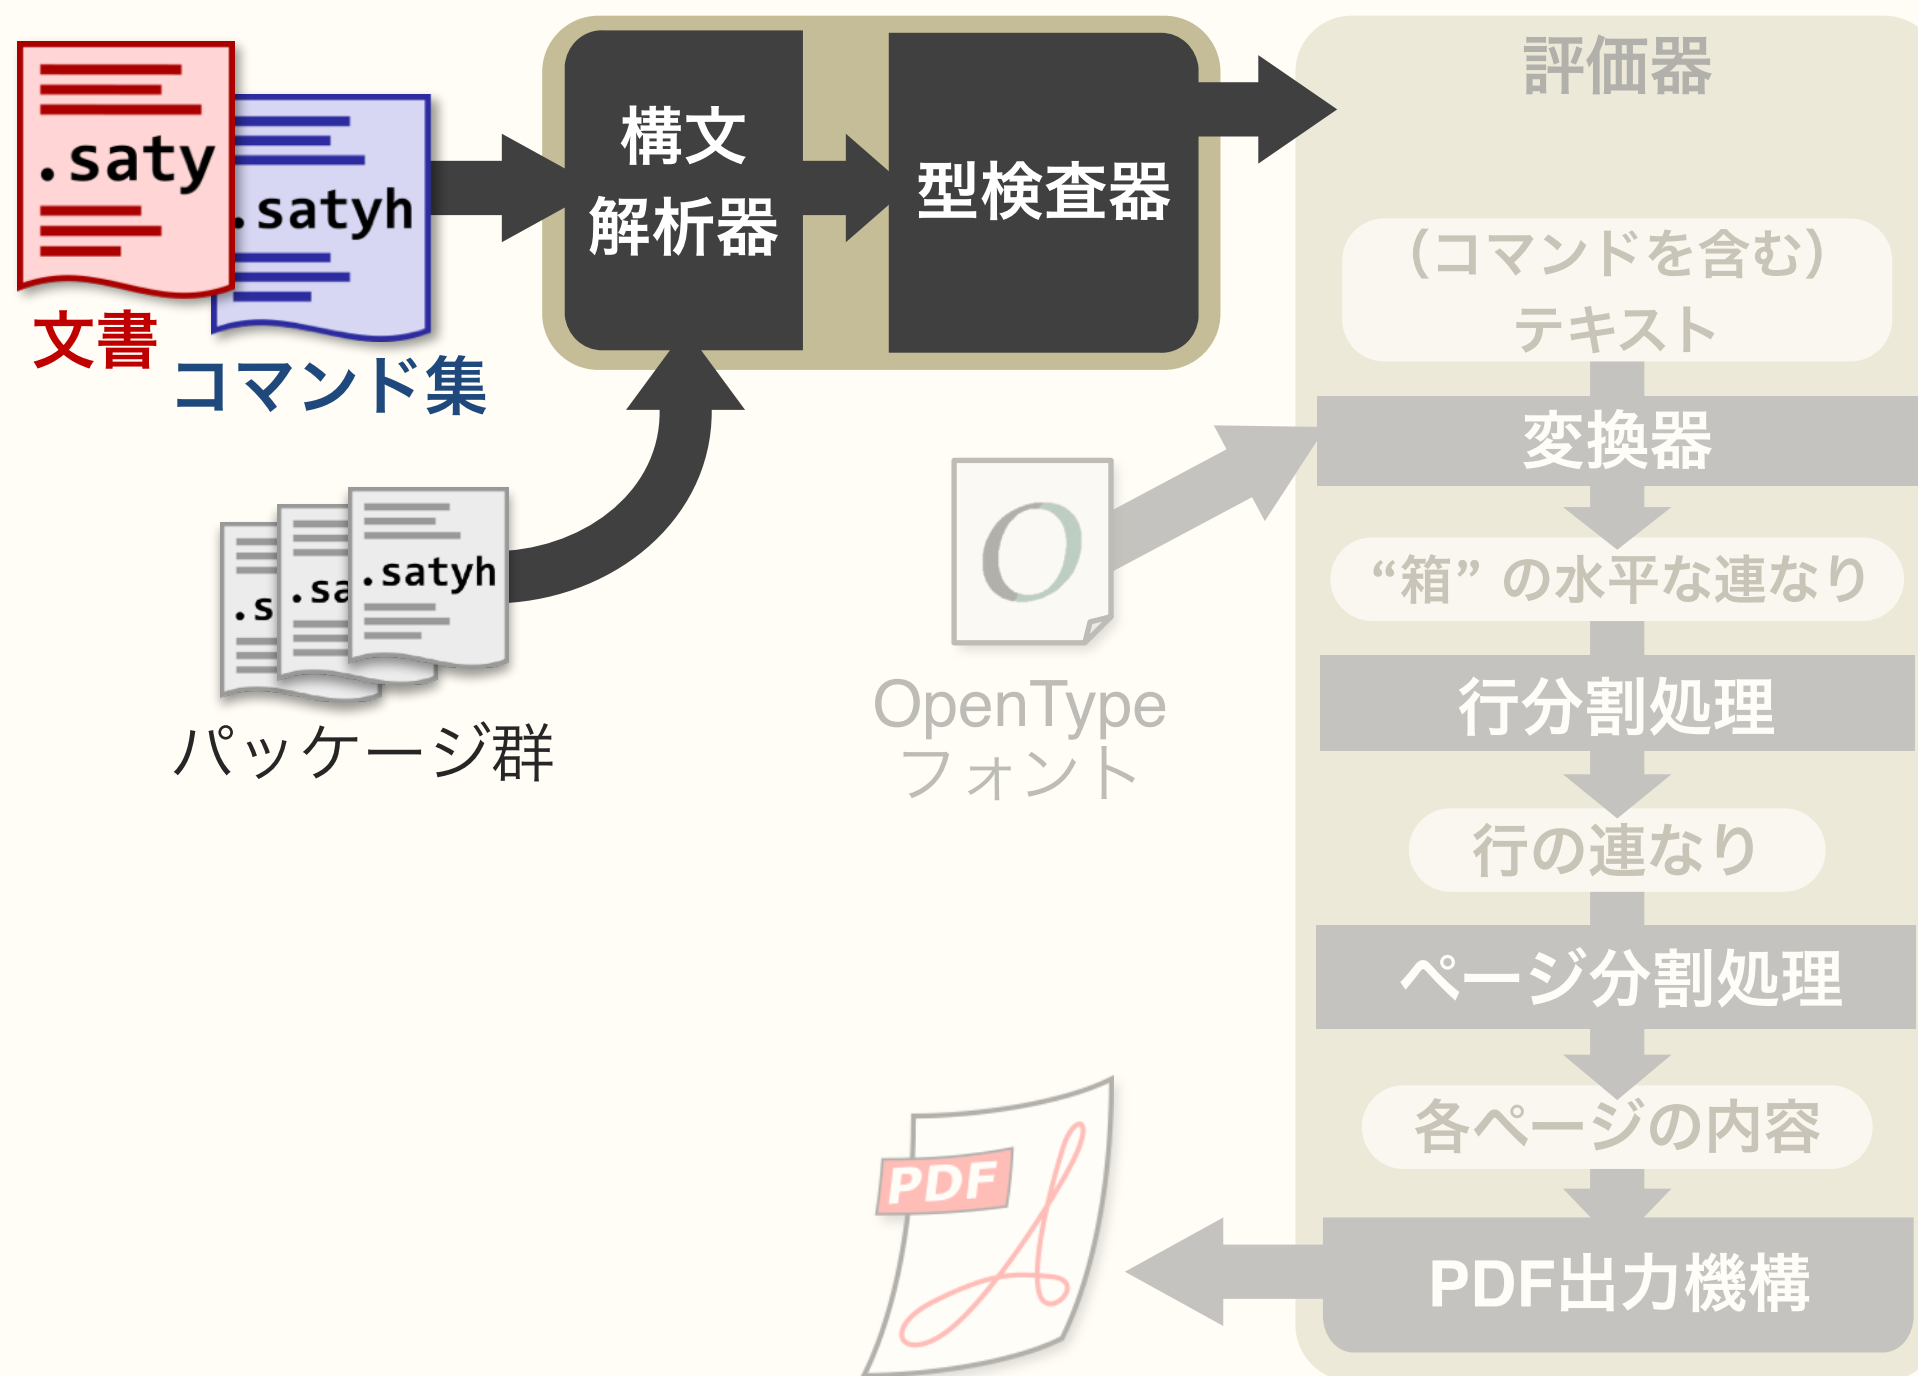 .saty
.satyh
文書
コマンド集
構文
解析器
型検査器
.s
.sa
.satyh
パッケージ群
OpenType
フォント
評価器
（コマンドを含む）
テキスト
変換器
“箱” の水平な連なり
行分割処理
行の連なり
ページ分割処理
各ページの内容
PDF出力機構
PDF